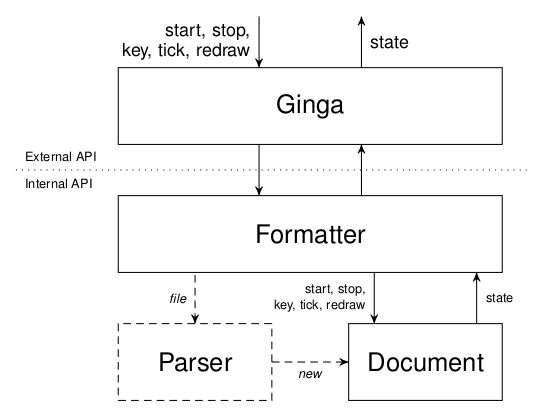 start, stop,
key, tick, redraw
state
Ginga
External API
Internal API
Formatter
file
start, stop,
key, tick, redraw
state
Parser
new
Document